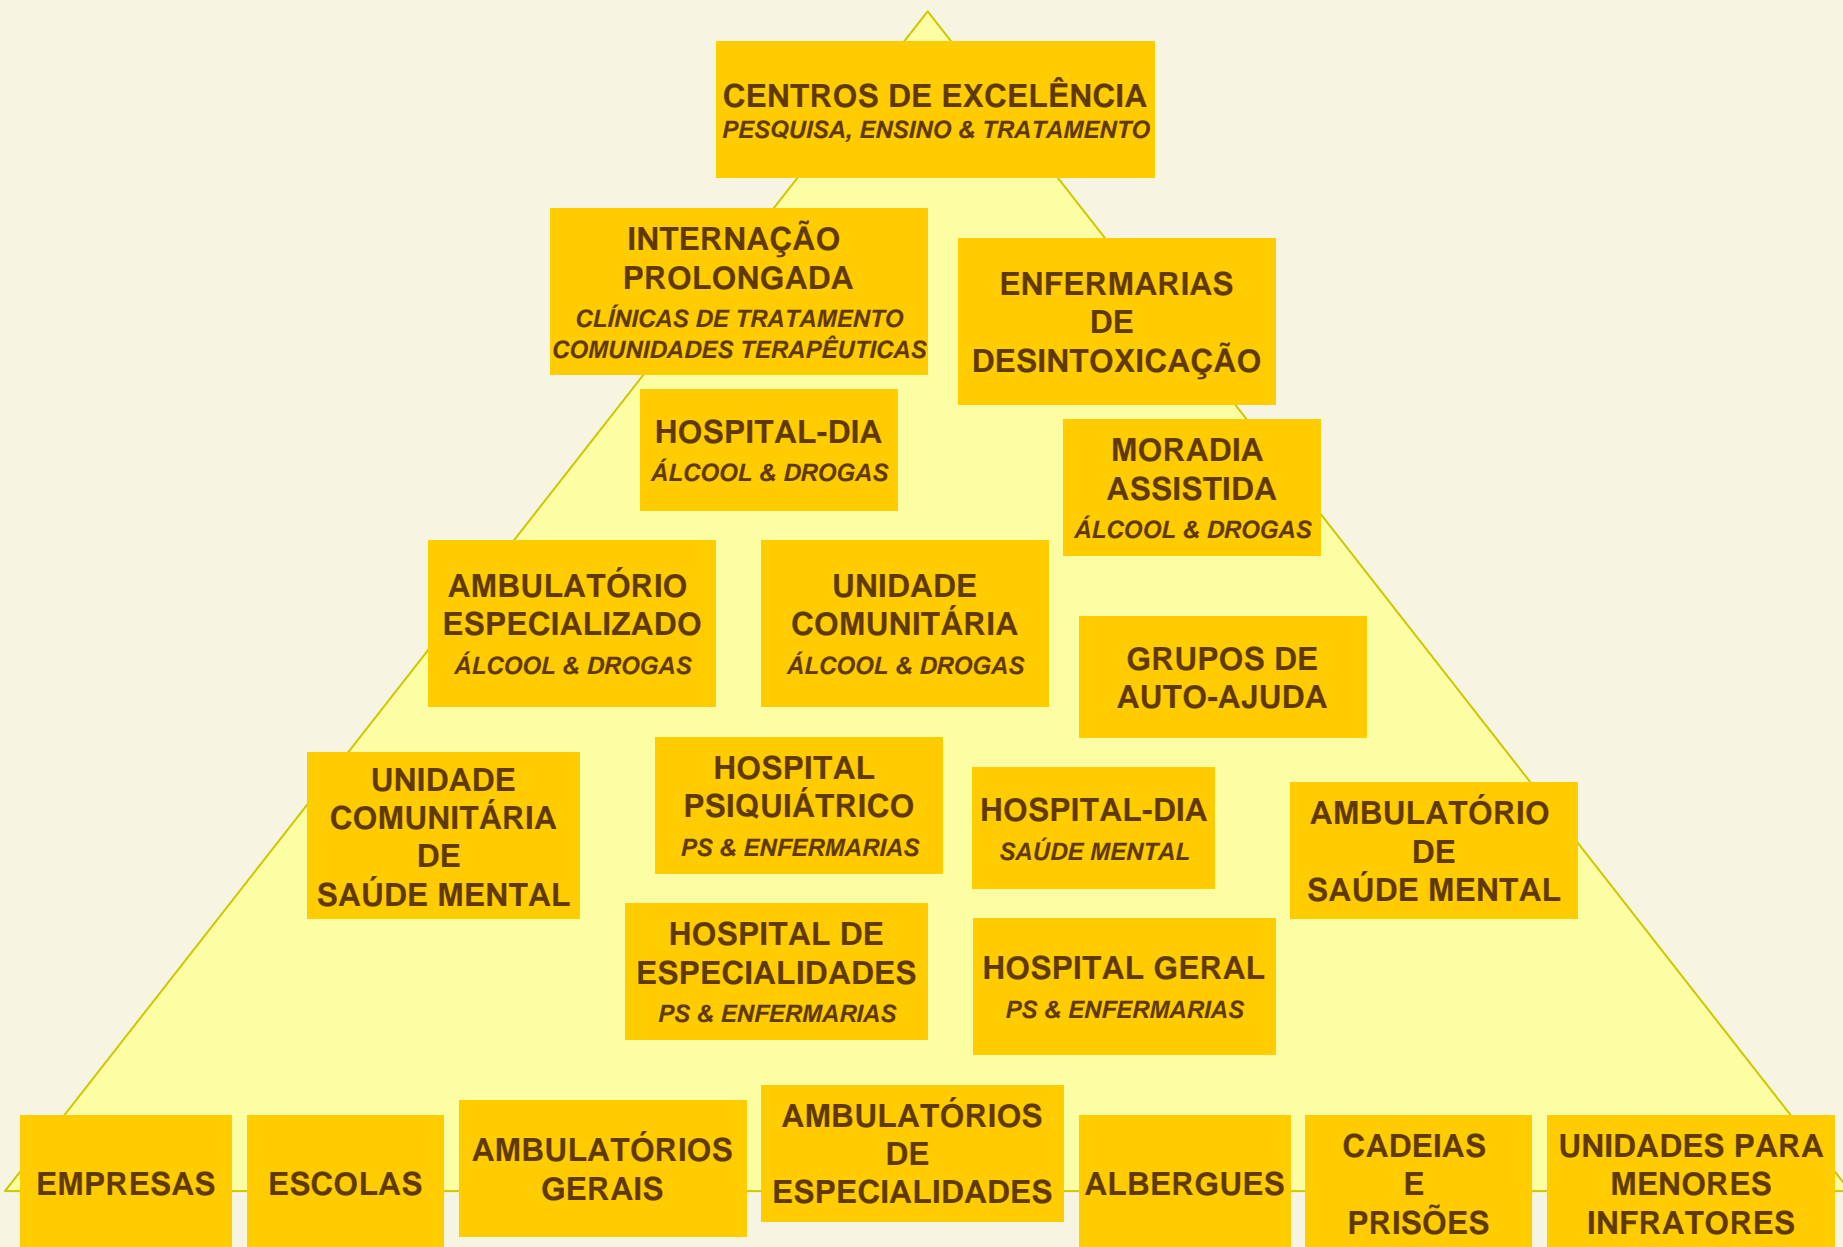 CENTROS DE EXCELÊNCIA
PESQUISA, ENSINO & TRATAMENTO
INTERNAÇÃO
PROLONGADA
CLÍNICAS DE TRATAMENTO
COMUNIDADES TERAPÊUTICAS
ENFERMARIAS
DE
DESINTOXICAÇÃO
HOSPITAL-DIA
ÁLCOOL & DROGAS
MORADIA
ASSISTIDA
ÁLCOOL & DROGAS
AMBULATÓRIO
ESPECIALIZADO
ÁLCOOL & DROGAS
UNIDADE
COMUNITÁRIA
ÁLCOOL & DROGAS
GRUPOS DE
AUTO-AJUDA
UNIDADE
COMUNITÁRIA
DE
SAÚDE MENTAL
HOSPITAL
PSIQUIÁTRICO
PS & ENFERMARIAS
HOSPITAL-DIA
SAÚDE MENTAL
AMBULATÓRIO
DE
SAÚDE MENTAL
HOSPITAL DE
ESPECIALIDADES
PS & ENFERMARIAS
HOSPITAL GERAL
PS & ENFERMARIAS
EMPRESAS
ESCOLAS
AMBULATÓRIOS
GERAIS
AMBULATÓRIOS
DE
ESPECIALIDADES
ALBERGUES
CADEIAS
E
PRISÕES
UNIDADES PARA
MENORES
INFRATORES